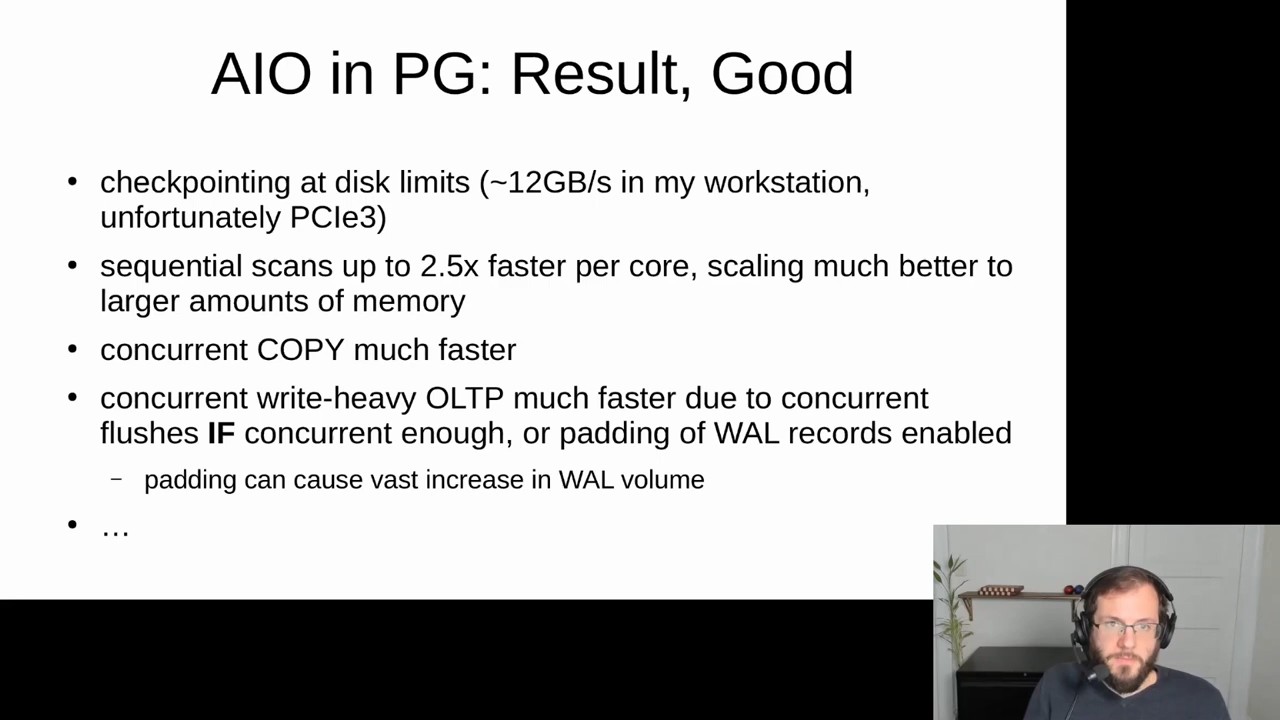 AIO in PG: Result, Good
• checkpointing at disk limits (~12GB/s in my workstation,
unfortunately PCIe3)
• sequential scans up to 2.5x faster per core, scaling much better to
larger amounts of memory
• concurrent COPY much faster
• concurrent write-heavy OLTP much faster due to concurrent
flushes IF concurrent enough, or padding of WAL records enabled
– padding can cause vast increase in WAL volume
• …